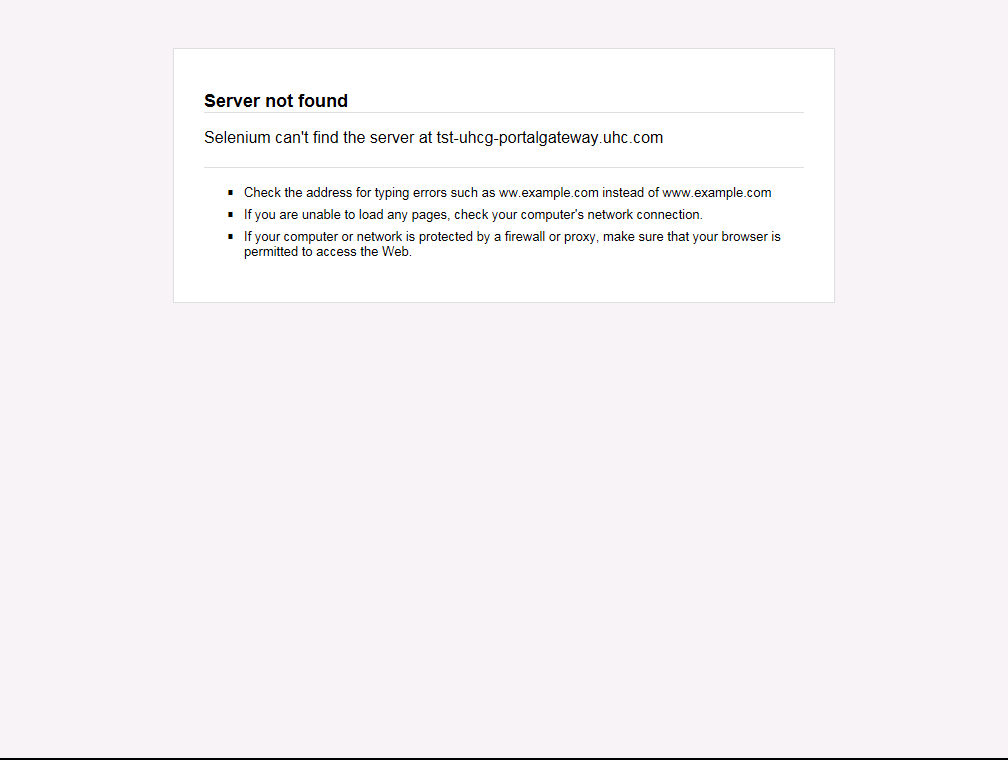 Server not found
Selenium can't find the server at tst-uhcg-portalgateway.uhc.com
Check the address for typing errors such as ww.example.com instead of www.example.com
If you are unable to load any pages, check your computer's network connection.
If your computer or network is protected by a firewall or proxy, make sure that your browser is
permitted to access the Web.